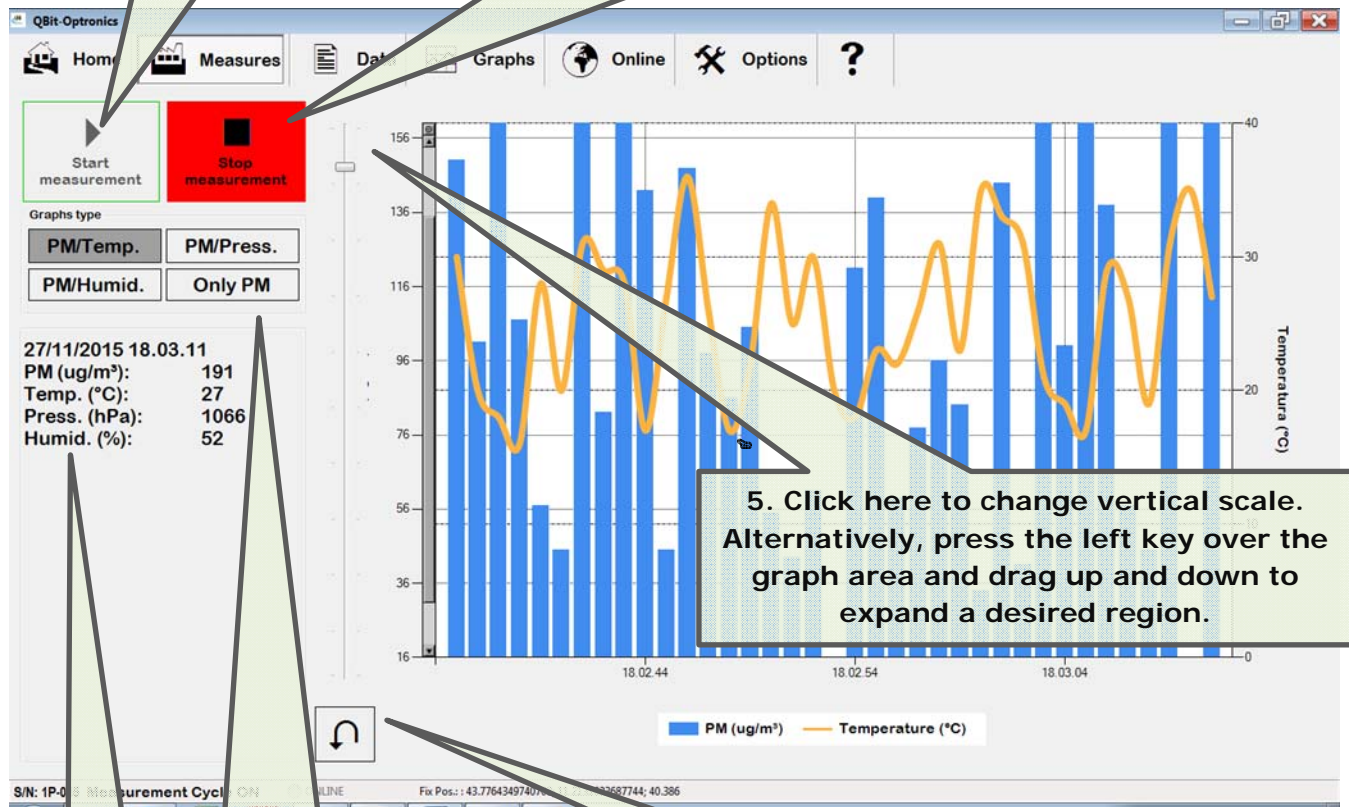 QBit-Optronics
Home Measures Data Graphs Online Options ?
Start measurement
Stop measurement
Graphs type
PM/Temp. PM/Press.
PM/Humid. Only PM
27/11/2015 18.03.11
PM (ug/m³): 191
Temp. (°C): 27
Press. (hPa): 1066
Humid. (%): 52
156
136
116
96
76
56
36
16
40
30
20
10
0
Temperatura (°C)
5. Click here to change vertical scale.
Alternatively, press the left key over the
graph area and drag up and down to
expand a desired region.
18.02.44 18.02.54 18.03.04
PM (ug/m³) Temperature (°C)
S/N: Measurement Cycle ON ONLINE Fix Pos.: : 40.386